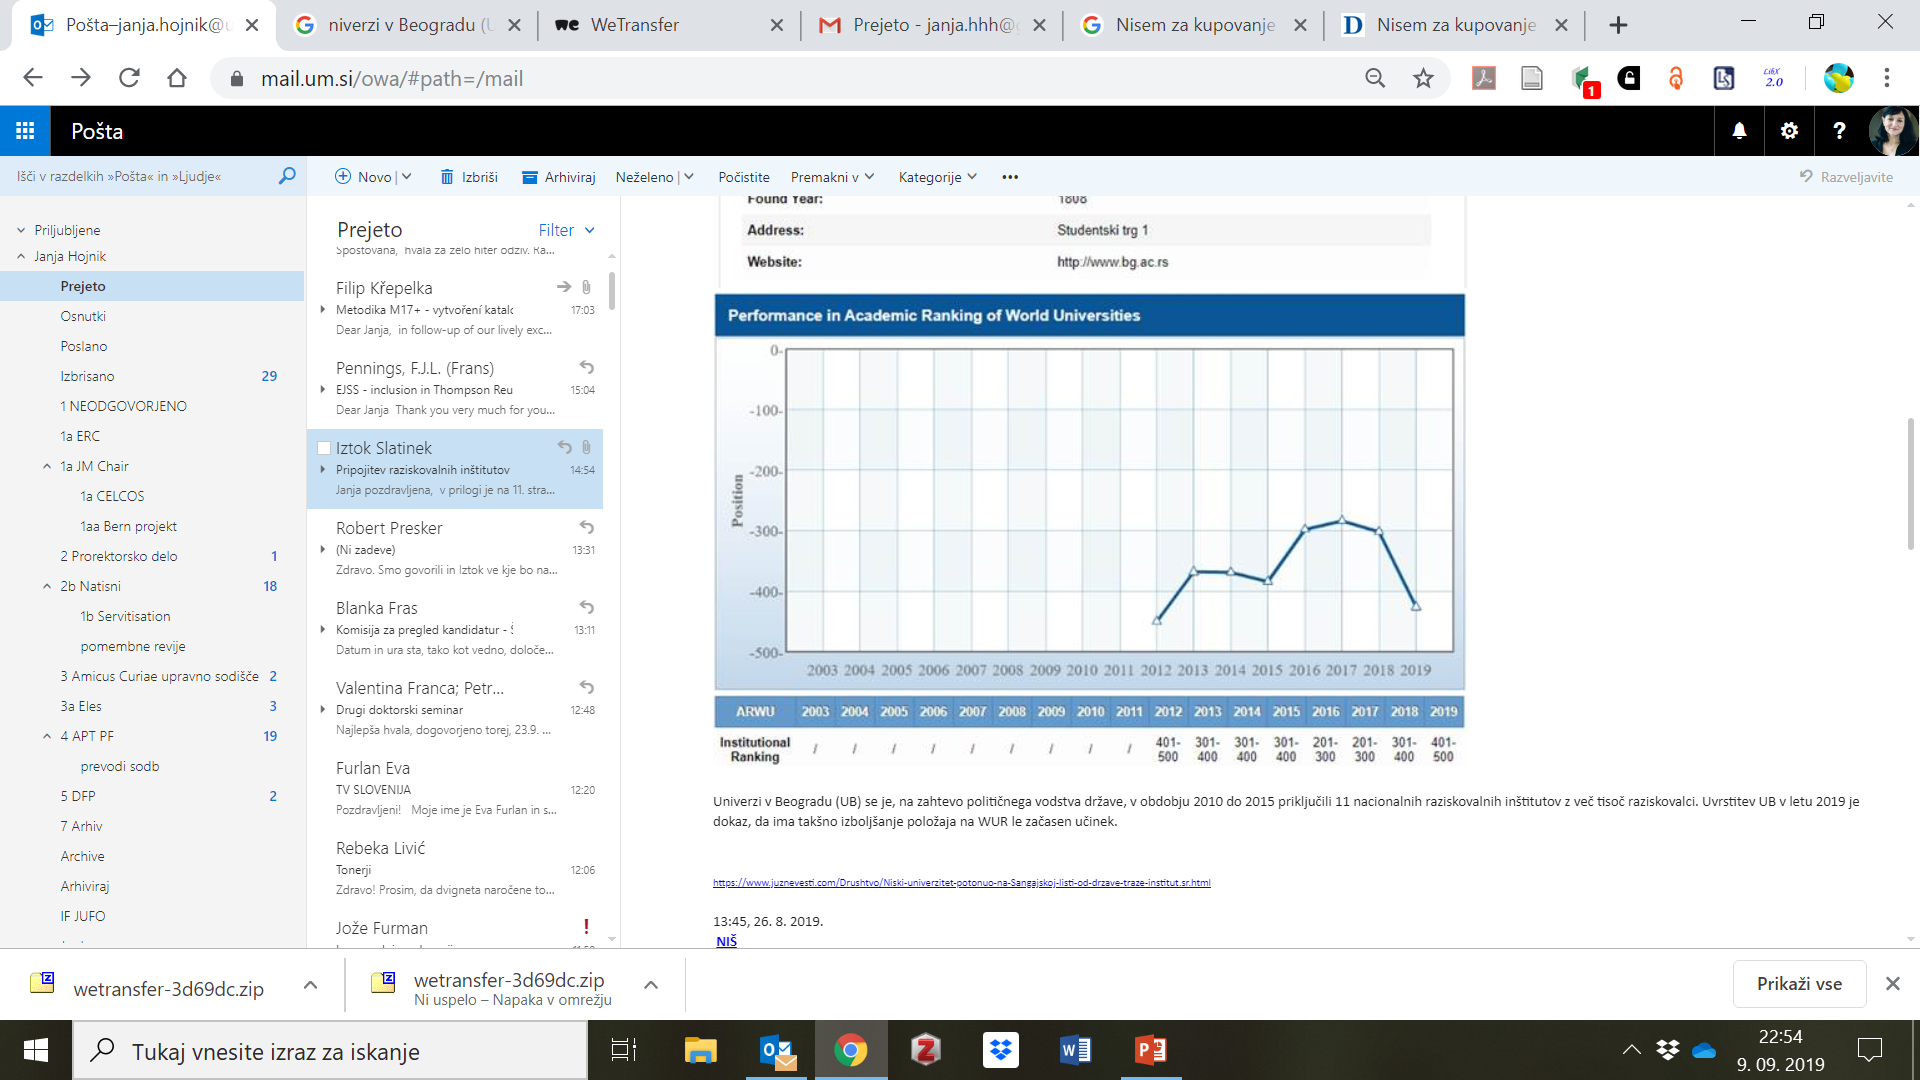 Pošta–janja.hojnik@u
niverzi v Beogradu (U
WeTransfer
Prejeto - janja.hhh@g
Nisem za kupovanje
Nisem za kupovanje
mail.um.si/owa/#path=/mail
1
2.0
Pošta
?
Išči v razdelkih »Pošta« in »Ljudje«
Novo
Izbriši
Arhiviraj
Neželeno
Počistite
Premakni v
Kategorije
Razveljavite
Priljubljene
Janja Hojnik
Prejeto
Osnutki
Poslano
Izbrisano 29
1 NEODGOVORJENO
1a ERC
1a JM Chair
1a CELCOS
1aa Bern projekt
2 Prorektorsko delo 1
2b Natisni 18
1b Servitisation
pomembne revije
3 Amicus Curiae upravno sodišče 2
3a Eles 3
4 APT PF 19
prevodi sodb
5 DFP 2
7 Arhiv
Archive
Arhiviraj
IF JUFO
Prejeto
Filter
Spoštovana, hvala za zelo hiter odziv. Ra...
Filip Křepelka
Metodika M17+ - vytvoření katalo 17:03
Dear Janja, in follow-up of our lively exc...
Pennings, F.J.L. (Frans)
EJSS - inclusion in Thompson Reu 15:04
Dear Janja Thank you very much for you...
Iztok Slatinek
Pripojitev raziskovalnih inštitutov 14:54
Janja pozdravljena, v prilogi je na 11. stra...
Robert Presker
(Ni zadeve) 13:31
Zdravo. Smo govorili in Iztok ve kje bo na...
Blanka Fras
Komisija za pregled kandidatur - Š 13:11
Datum in ura sta, tako kot vedno, določe...
Valentina Franca; Petr...
Drugi doktorski seminar 12:48
Najlepša hvala, dogovorjeno torej, 23.9. ...
Furlan Eva
TV SLOVENIJA 12:20
Pozdravljeni! Moje ime je Eva Furlan in s...
Rebeka Livić
Tonerji 12:06
Zdravo! Prosim, da dvigneta naročene to...
Jože Furman !
Found Year: 1808
Address: Studentski trg 1
Website: http://www.bg.ac.rs
Performance in Academic Ranking of World Universities
Position
0-
-100-
-200-
-300-
-400-
-500-
2003 2004 2005 2006 2007 2008 2009 2010 2011 2012 2013 2014 2015 2016 2017 2018 2019
ARWU 2003 2004 2005 2006 2007 2008 2009 2010 2011 2012 2013 2014 2015 2016 2017 2018 2019
Institutional Ranking / / / / / / / / / 401-500 301-400 301-400 301-400 201-300 201-300 301-400 401-500
Univerzi v Beogradu (UB) se je, na zahtevo političnega vodstva države, v obdobju 2010 do 2015 priključili 11 nacionalnih raziskovalnih inštitutov z več tisoč raziskovalci. Uvrstitev UB v letu 2019 je
dokaz, da ima takšno izboljšanje položaja na WUR le začasen učinek.
https://www.juznevesti.com/Drushtvo/Niski-univerzitet-potonuo-na-Sangajskoj-listi-od-drzave-traze-institut.sr.html
13:45, 26. 8. 2019.
NIŠ
wetransfer-3d69dc.zip
wetransfer-3d69dc.zip
Ni uspelo – Napaka v omrežju
Prikaži vse
Tukaj vnesite izraz za iskanje
22:54
9. 09. 2019